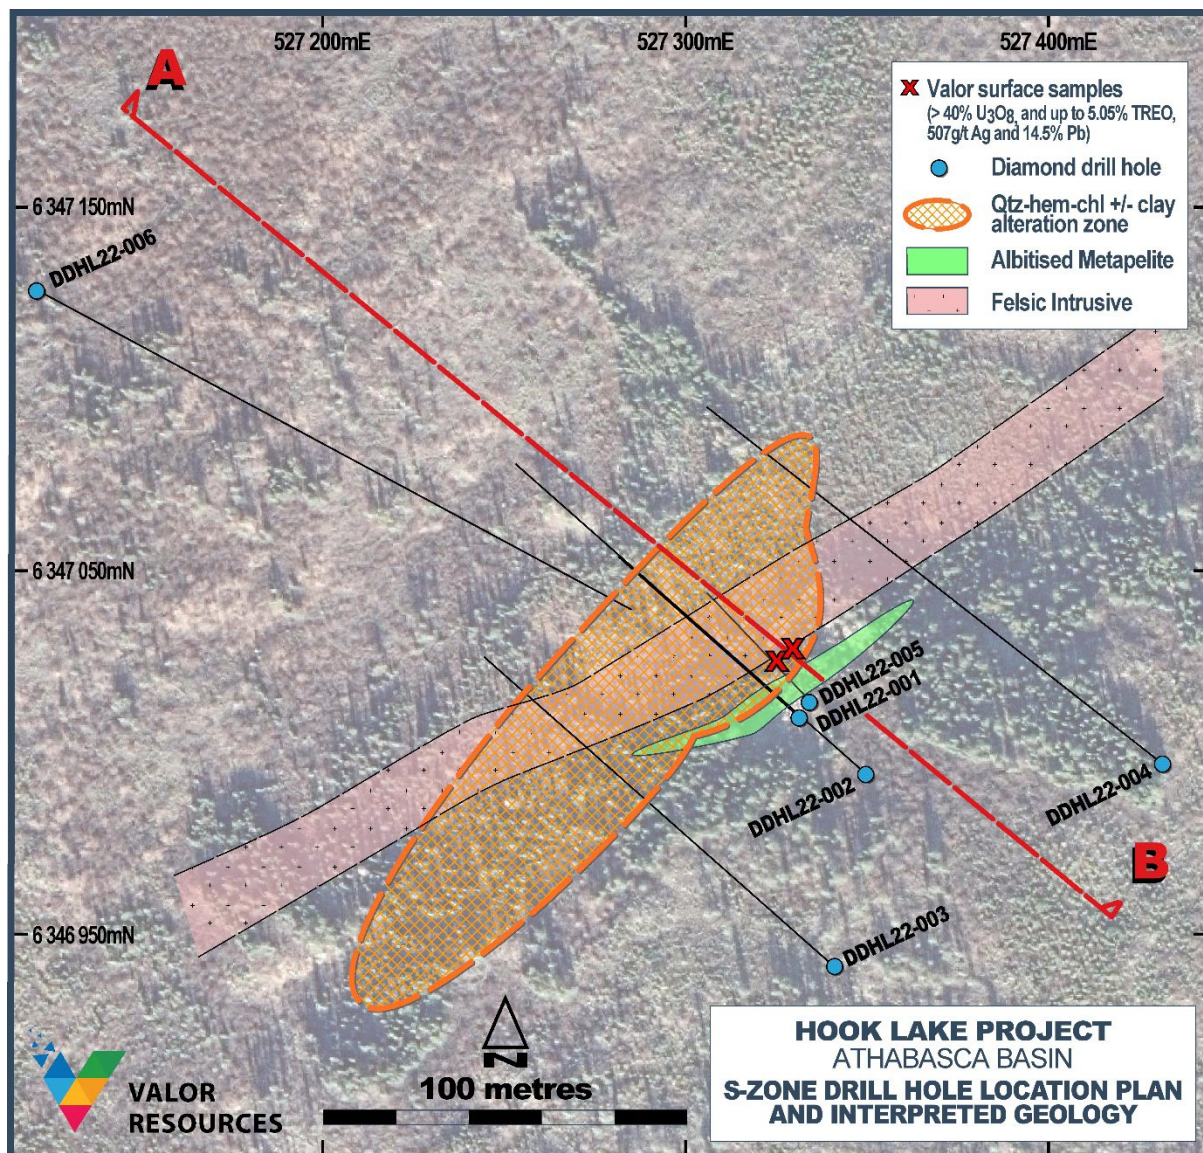 527 200mE
527 300mE
527 400mE
A
X Valor surface samples
(> 40% U3O8, and up to 5.05% TREO,
507g/t Ag and 14.5% Pb)
Diamond drill hole
Qtz-hem-chl +/- clay
alteration zone
Albitised Metapelite
Felsic Intrusive
6 347 150mN
DDHL22-006
6 347 050mN
X X
DDHL22-005
DDHL22-001
DDHL22-002
DDHL22-004
B
6 346 950mN
DDHL22-003
N
100 metres
VALOR
RESOURCES
HOOK LAKE PROJECT
ATHABASCA BASIN
S-ZONE DRILL HOLE LOCATION PLAN
AND INTERPRETED GEOLOGY